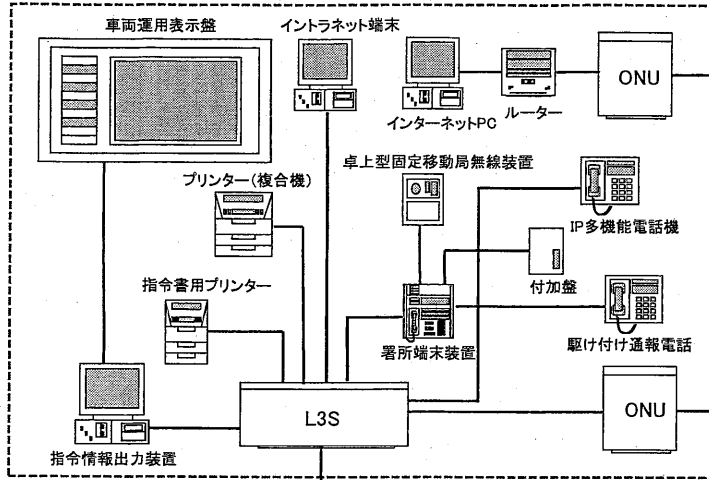 車両運用表示盤
イントラネット端末
インターネットPC
ルーター
ONU
卓上型固定移動局無線装置
プリンター(複合機)
IP多機能電話機
付加盤
指令書用プリンター
署所端末装置
駆け付け通報電話
L3S
ONU
指令情報出力装置